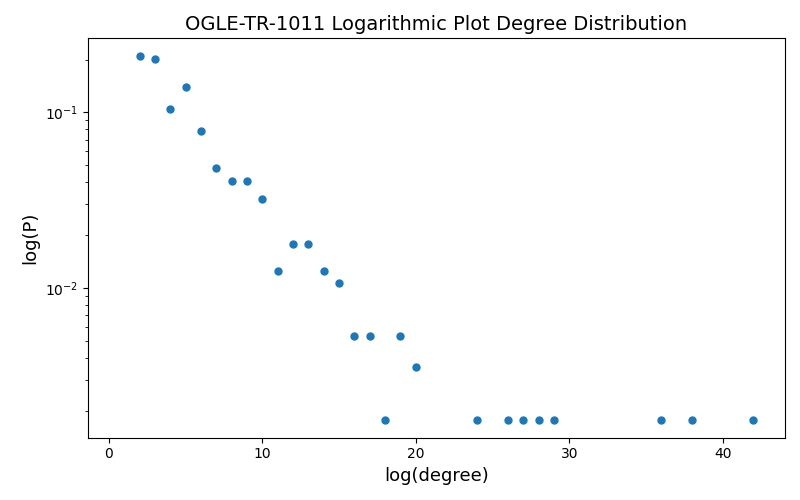 OGLE-TR-1011 Logarithmic Plot Degree Distribution
log(P)
10⁻¹
10⁻²
0 10 20 30 40
log(degree)